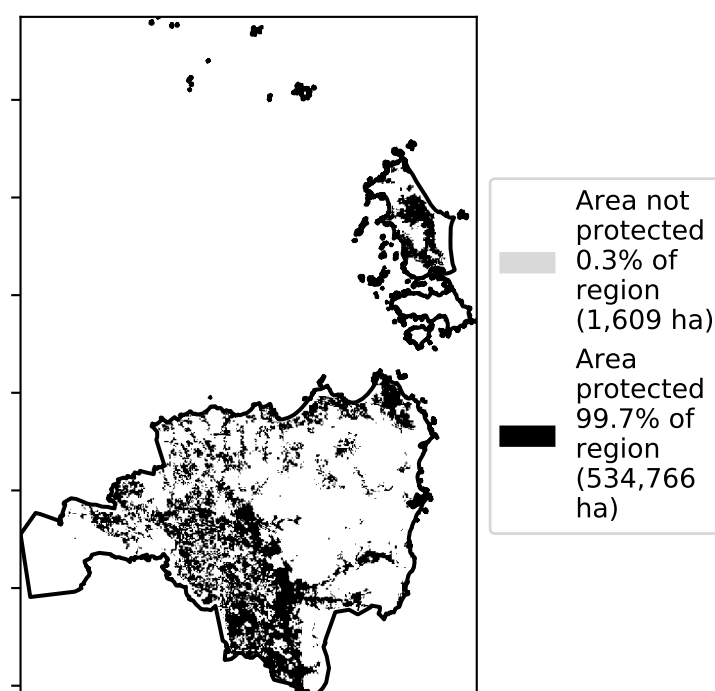 Area not
protected
0.3% of
region
(1,609 ha)
Area
protected
99.7% of
region
(534,766
ha)